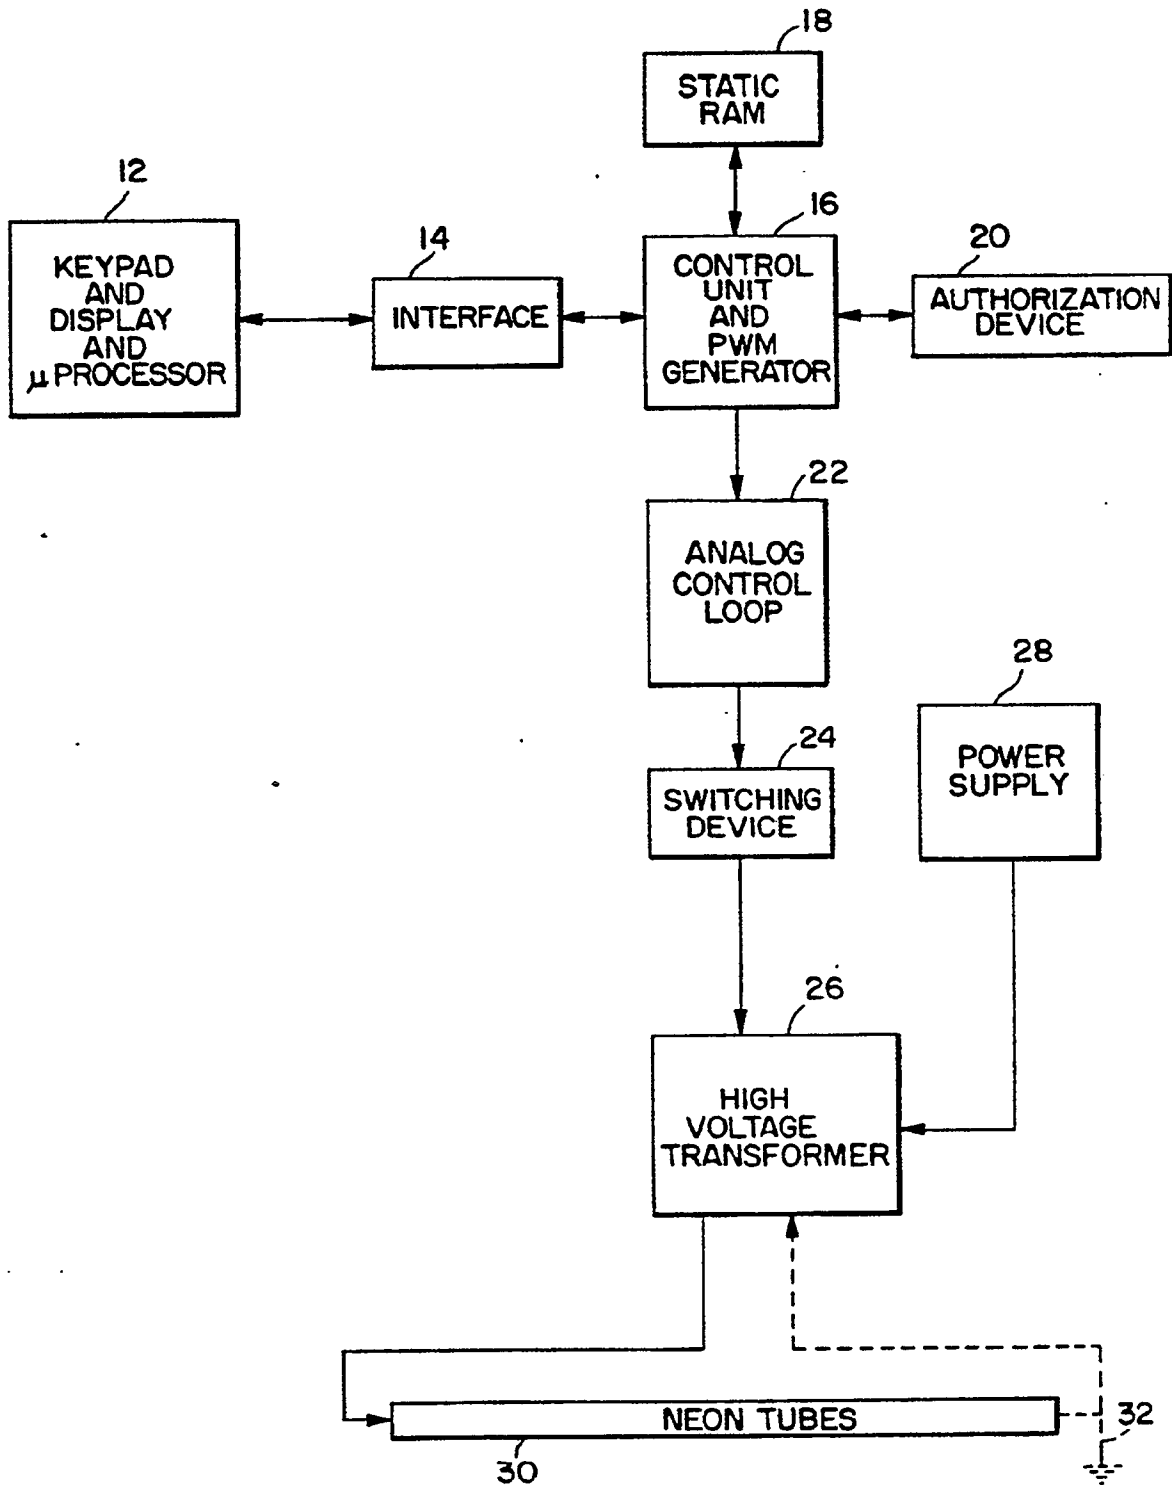 18
STATIC
RAM
12
KEYPAD
AND
DISPLAY
AND
μ PROCESSOR
14
INTERFACE
16
CONTROL
UNIT
AND
PWM
GENERATOR
20
AUTHORIZATION
DEVICE
22
ANALOG
CONTROL
LOOP
28
POWER
SUPPLY
24
SWITCHING
DEVICE
26
HIGH
VOLTAGE
TRANSFORMER
NEON TUBES
30
32